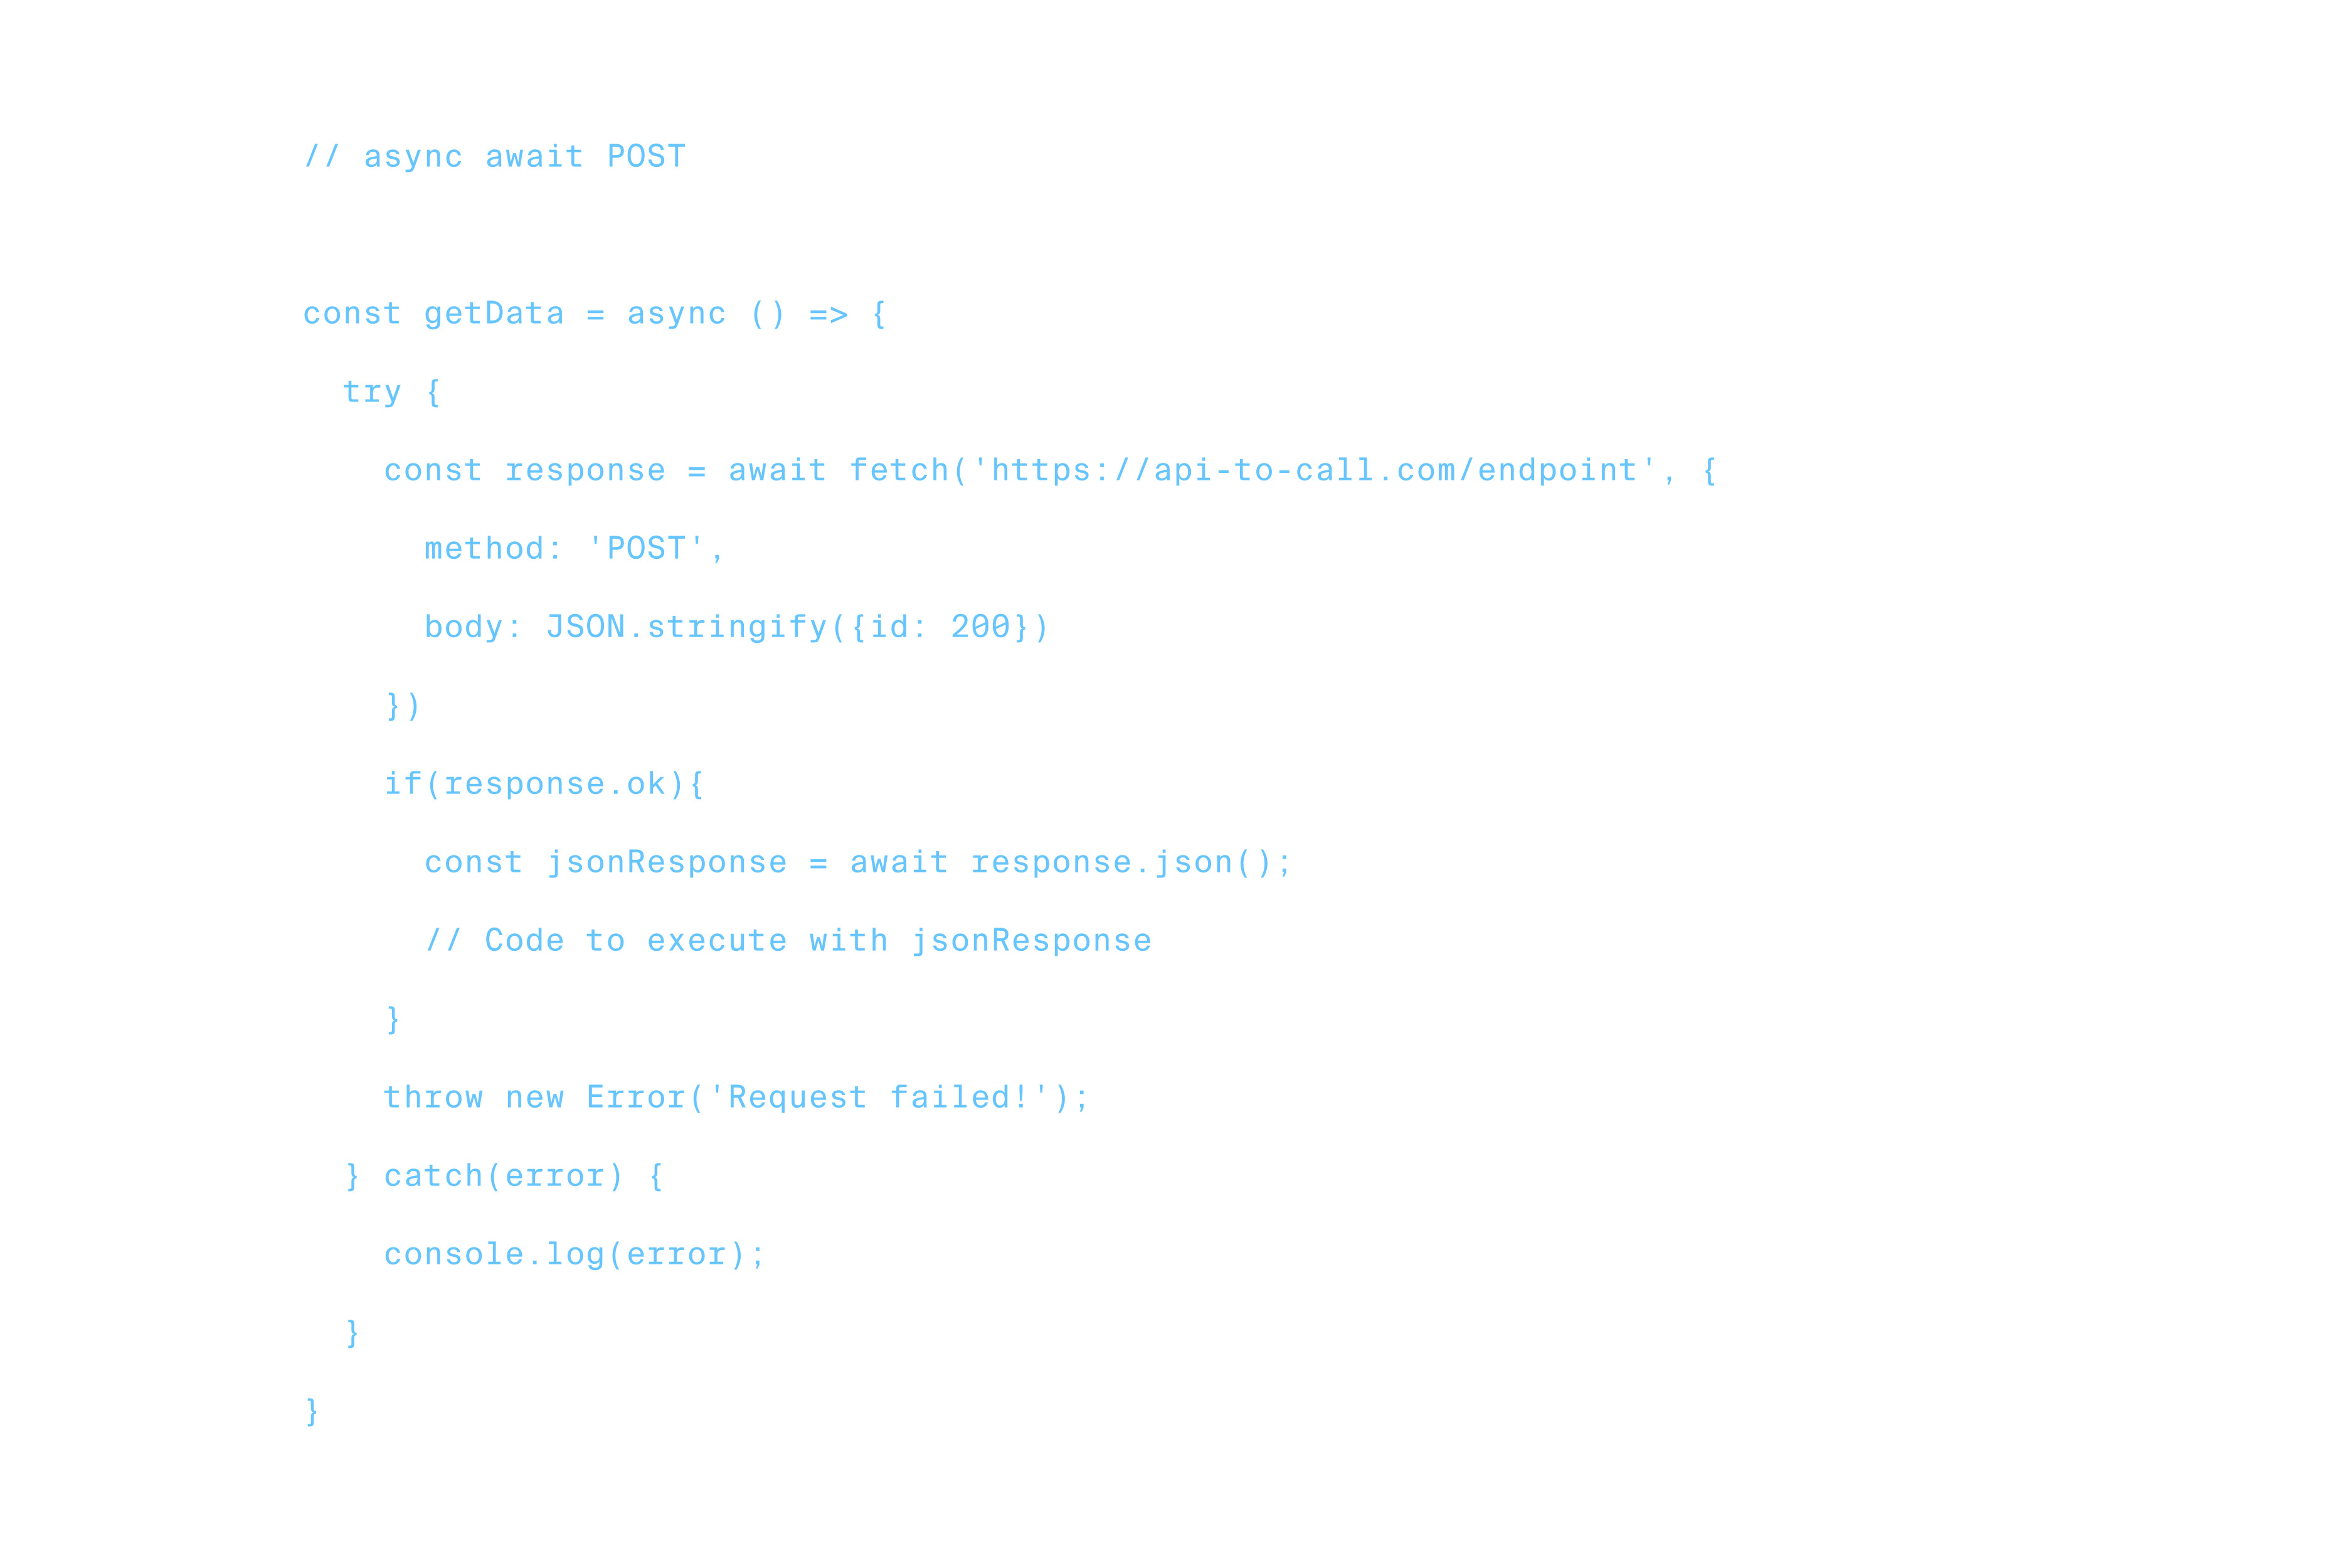 // async await POST
const getData = async () => {
  try {
    const response = await fetch('https://api-to-call.com/endpoint', {
      method: 'POST',
      body: JSON.stringify({id: 200})
    })
    if(response.ok){
      const jsonResponse = await response.json();
      // Code to execute with jsonResponse
    }
    throw new Error('Request failed!');
  } catch(error) {
    console.log(error);
  }
}